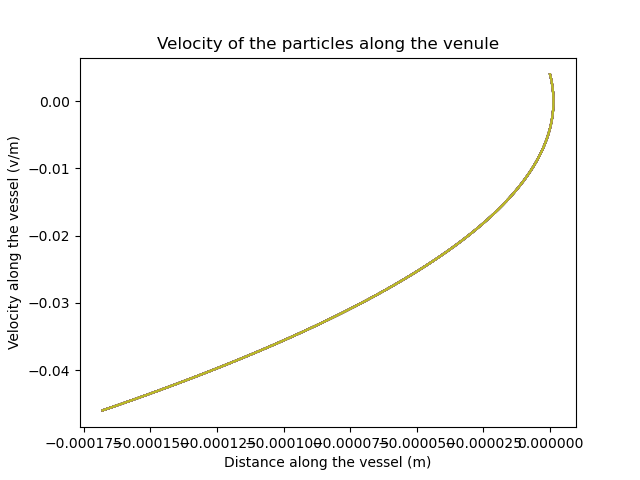 Velocity of the particles along the venule
Velocity along the vessel (v/m)
0.00
−0.01
−0.02
−0.03
−0.04
−0.000175 −0.000150 −0.000125 −0.000100 −0.000075 −0.000050 −0.000025 0.000000
Distance along the vessel (m)